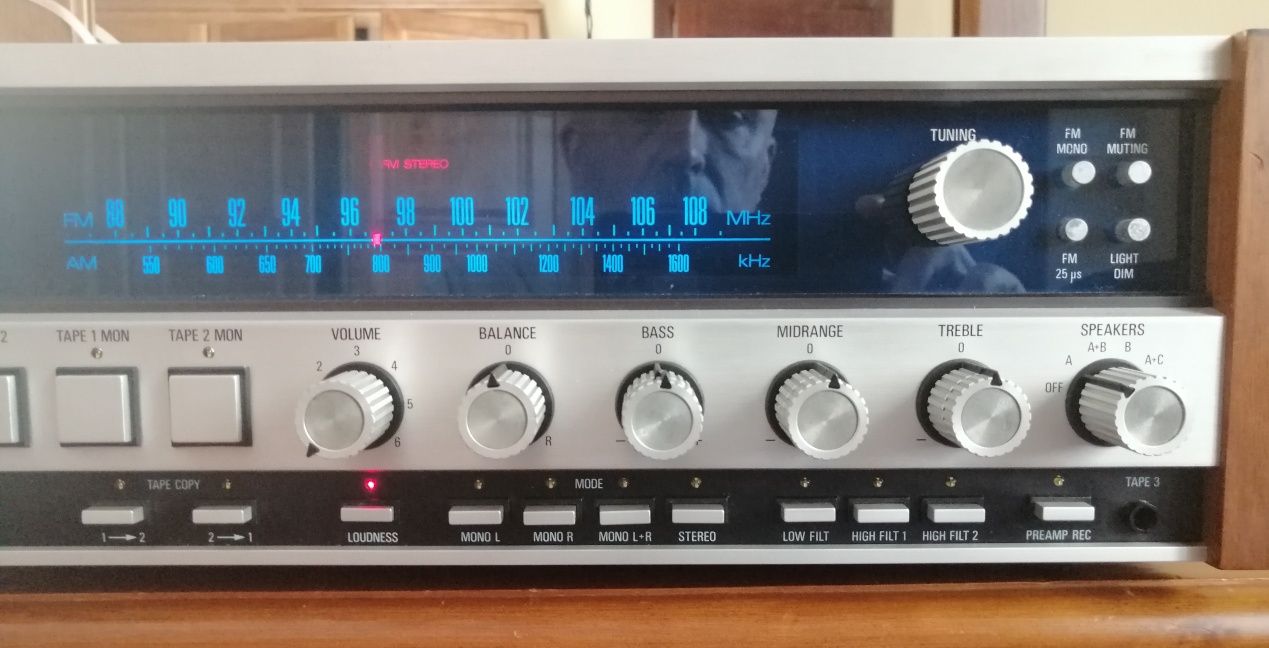 TUNING
FM MONO
FM MUTING
FM STEREO
FM 88 90 92 94 96 98 100 102 104 106 108 MHz
AM 550 600 650 700 800 900 1000 1200 1400 1600 kHz
FM 25 µs
LIGHT DIM
2 TAPE 1 MON TAPE 2 MON VOLUME BALANCE BASS MIDRANGE TREBLE SPEAKERS
2 3 4 5 6
0 R
0 -
0 -
0 -
OFF A A+B B A+C
TAPE COPY MODE TAPE 3
1→2 2→1 LOUDNESS MONO L MONO R MONO L+R STEREO LOW FILT HIGH FILT 1 HIGH FILT 2 PREAMP REC